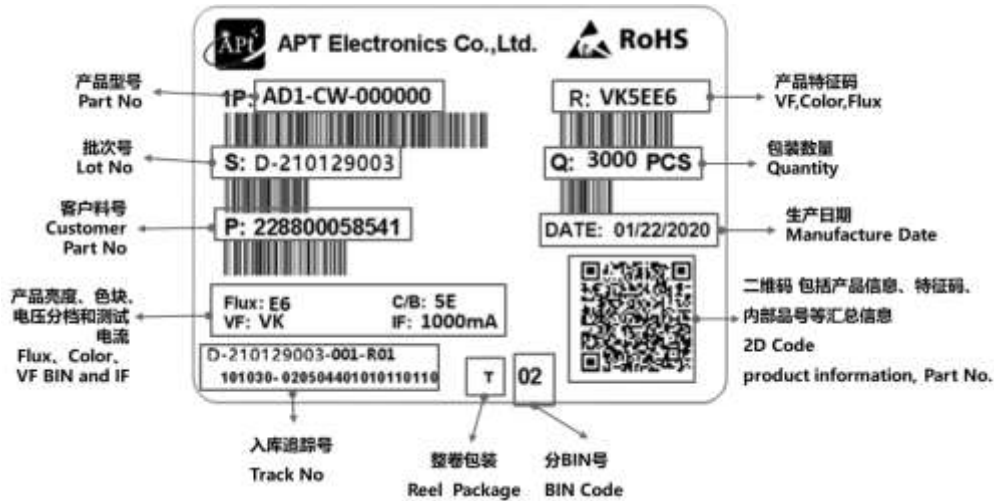 APT APT Electronics Co.,Ltd. RoHS
产品型号
Part No
1P: AD1-CW-000000
R: VK5EE6
产品特征码
VF,Color,Flux
批次号
Lot No
S: D-210129003
Q: 3000 PCS
包装数量
Quantity
客户料号
Customer
Part No
P: 228800058541
DATE: 01/22/2020
生产日期
Manufacture Date
产品亮度、色块、
电压分档和测试
电流
Flux、Color、
VF BIN and IF
Flux: E6 C/B: 5E
VF: VK IF: 1000mA
D-210129003-001-R01
101030-020504401010110110
T
02
二维码 包括产品信息、特征码、
内部品号等汇总信息
2D Code
product information, Part No.
入库追踪号
Track No
整卷包装
Reel Package
分BIN号
BIN Code